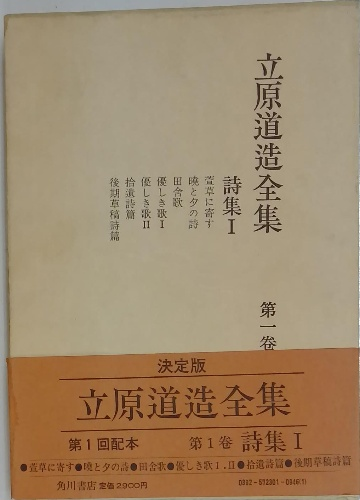 立原道造全集
第一巻
詩集I
萓草に寄す
曉と夕の詩
田舎歌
優しき歌I
優しき歌II
拾遺詩篇
後期草稿詩篇
決定版
立原道造全集
第1回配本 第1巻 詩集I
●萓草に寄す●曉と夕の詩●田舎歌●優しき歌I.II●拾遺詩篇●後期草稿詩篇
角川書店 定価2900円